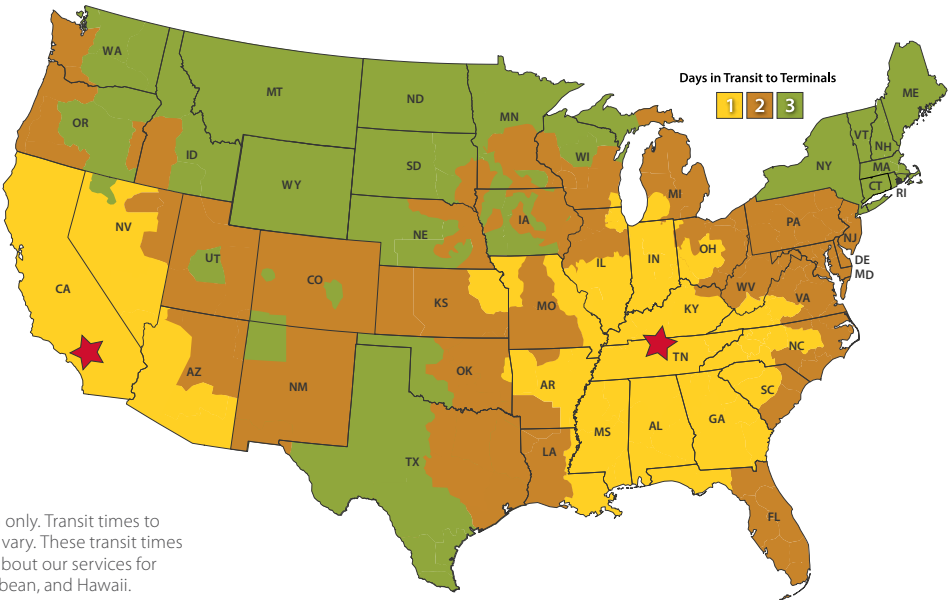 Days in Transit to Terminals
1 2 3
WA
MT
ND
MN
ME
OR
ID
SD
WI
VT
NH
NY
MA
CT
RI
WY
MI
IA
NE
PA
NV
NJ
OH
UT
IL
IN
DE
MD
CO
WV
CA
KS
MO
VA
KY
NC
TN
AZ
OK
NM
AR
SC
MS
AL
GA
LA
TX
FL
only. Transit times to
vary. These transit times
bout our services for
bean, and Hawaii.